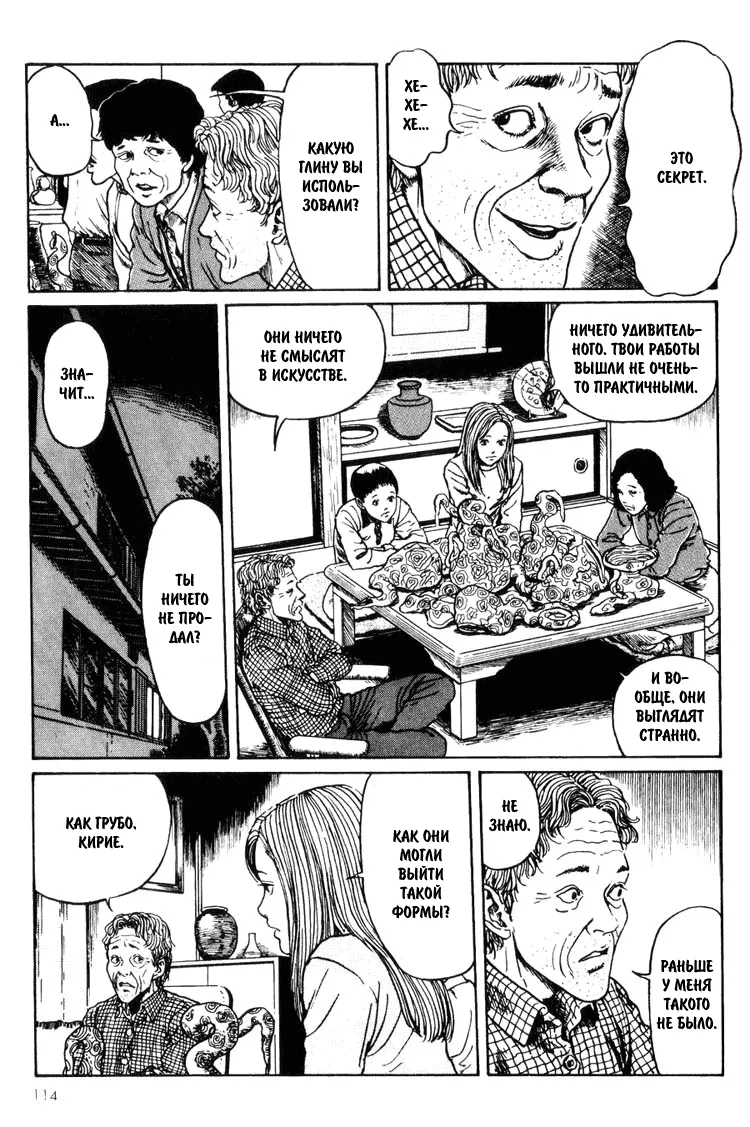 А...
КАКУЮ
ГЛИНУ ВЫ
ИСПОЛЬ-
ЗОВАЛИ?
ХЕ-
ХЕ-
ХЕ...
ЭТО
СЕКРЕТ.
ЗНА-
ЧИТ...
ТЫ
НИЧЕГО
НЕ ПРО-
ДАЛ?
ОНИ НИЧЕГО
НЕ СМЫСЛЯТ
В ИСКУССТВЕ.
НИЧЕГО УДИВИТЕЛЬ-
НОГО. ТВОИ РАБОТЫ
ВЫШЛИ НЕ ОЧЕНЬ-
ТО ПРАКТИЧНЫМИ.
И ВО-
ОБЩЕ, ОНИ
ВЫГЛЯДЯТ
СТРАННО.
КАК ГРУБО,
КИРИЕ.
КАК ОНИ
МОГЛИ
ВЫЙТИ
ТАКОЙ
ФОРМЫ?
НЕ
ЗНАЮ.
РАНЬШЕ
У МЕНЯ
ТАКОГО
НЕ БЫЛО.
114